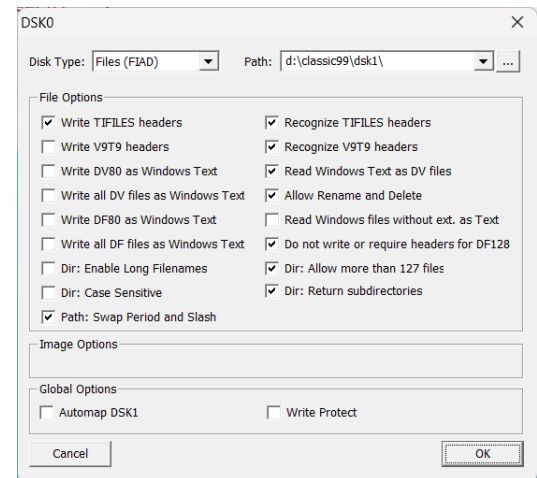 DSK0
Disk Type: Files (FIAD) Path: d:\classic99\dsk1\ ...
File Options
Write TIFILES headers Recognize TIFILES headers
Write V9T9 headers Recognize V9T9 headers
Write DV80 as Windows Text Read Windows Text as DV files
Write all DV files as Windows Text Allow Rename and Delete
Write DF80 as Windows Text Read Windows files without ext. as Text
Write all DF files as Windows Text Do not write or require headers for DF128
Dir: Enable Long Filenames Dir: Allow more than 127 files
Dir: Case Sensitive Dir: Return subdirectories
Path: Swap Period and Slash
Image Options
Global Options
Automap DSK1 Write Protect
Cancel OK